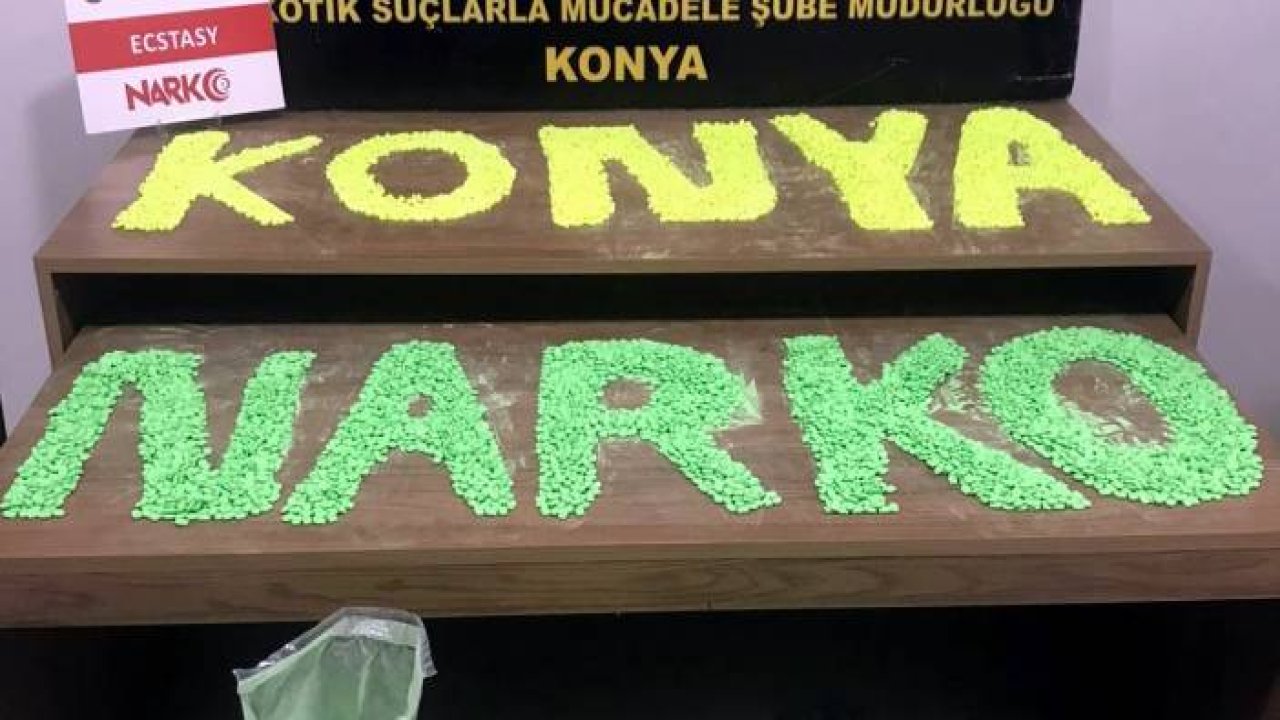 KOTİK SUÇLARLA MÜCADELE ŞUBE MÜDÜRLÜĞÜ
KONYA
ECSTASY
NARKO
KONYA
NARKO